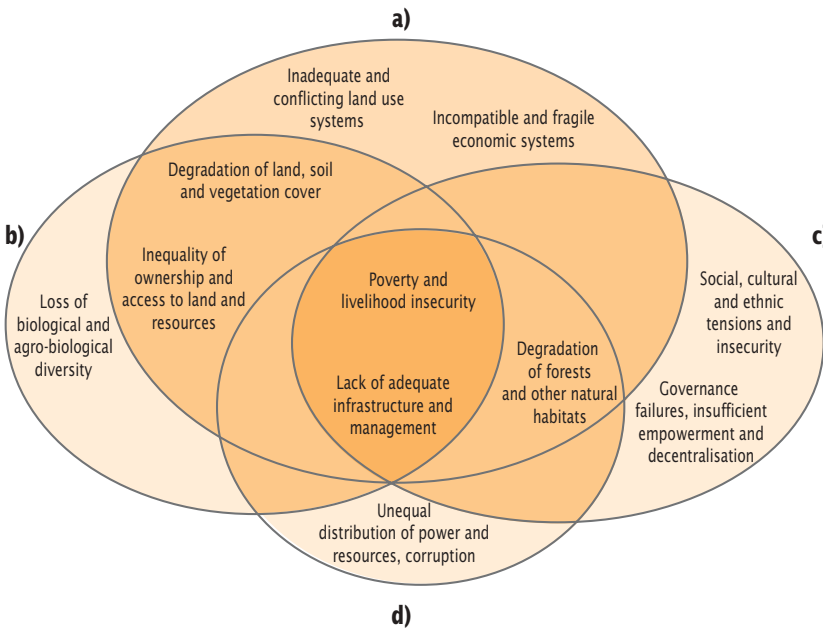 a)
Inadequate and
conflicting land use
systems
Incompatible and fragile
economic systems
Degradation of land, soil
and vegetation cover
b)
c)
Inequality of
ownership and
access to land and
resources
Loss of
biological and
agro-biological
diversity
Poverty and
livelihood insecurity
Social, cultural
and ethnic
tensions and
insecurity
Degradation
of forests
and other natural
habitats
Lack of adequate
infrastructure and
management
Governance
failures, insufficient
empowerment and
decentralisation
Unequal
distribution of power and
resources, corruption
d)